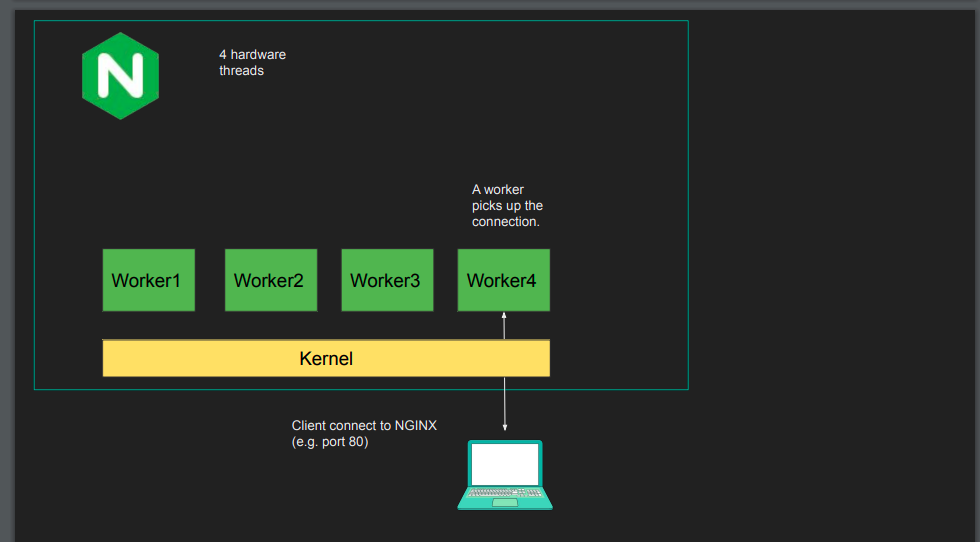 N
4 hardware
threads
A worker
picks up the
connection.
Worker1
Worker2
Worker3
Worker4
Kernel
Client connect to NGINX
(e.g. port 80)